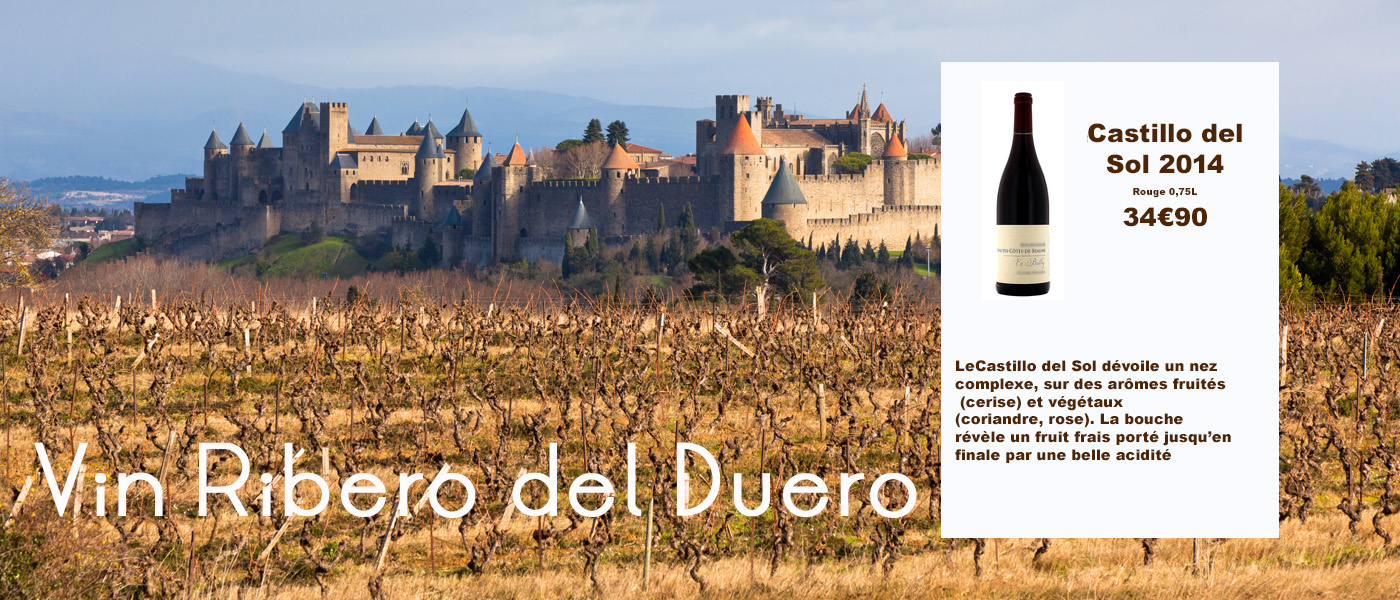 Castillo del
Sol 2014
Rouge 0,75L
34€90
LeCastillo del Sol dévoile un nez
complexe, sur des arômes fruités
(cerise) et végétaux
(coriandre, rose). La bouche
révèle un fruit frais porté jusqu’en
finale par une belle acidité
Vin Ribero del Duero